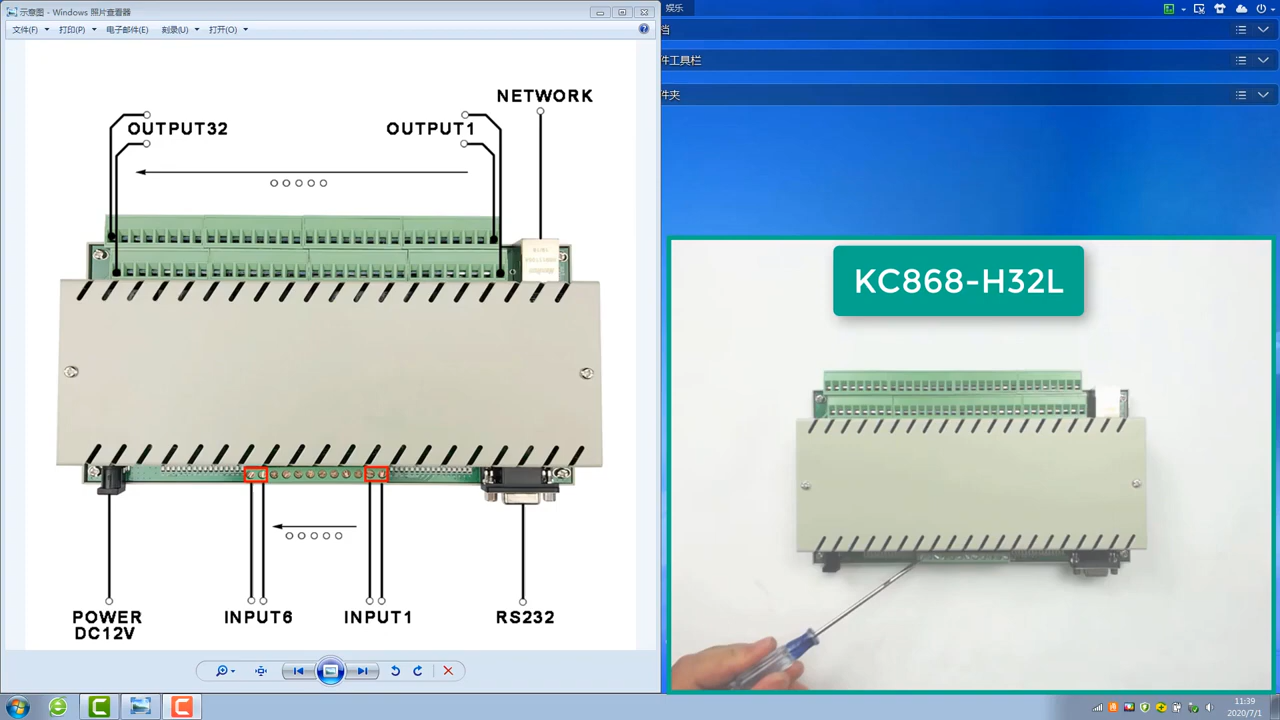 示意图 - Windows 照片查看器
文件(F)
打印(P)
电子邮件(E)
刻录(U)
打开(O)
娱乐
档
件工具栏
件夹
NETWORK
OUTPUT32
OUTPUT1
KC868-H32L
POWER
DC12V
INPUT6
INPUT1
RS232
11:39
2020/7/1